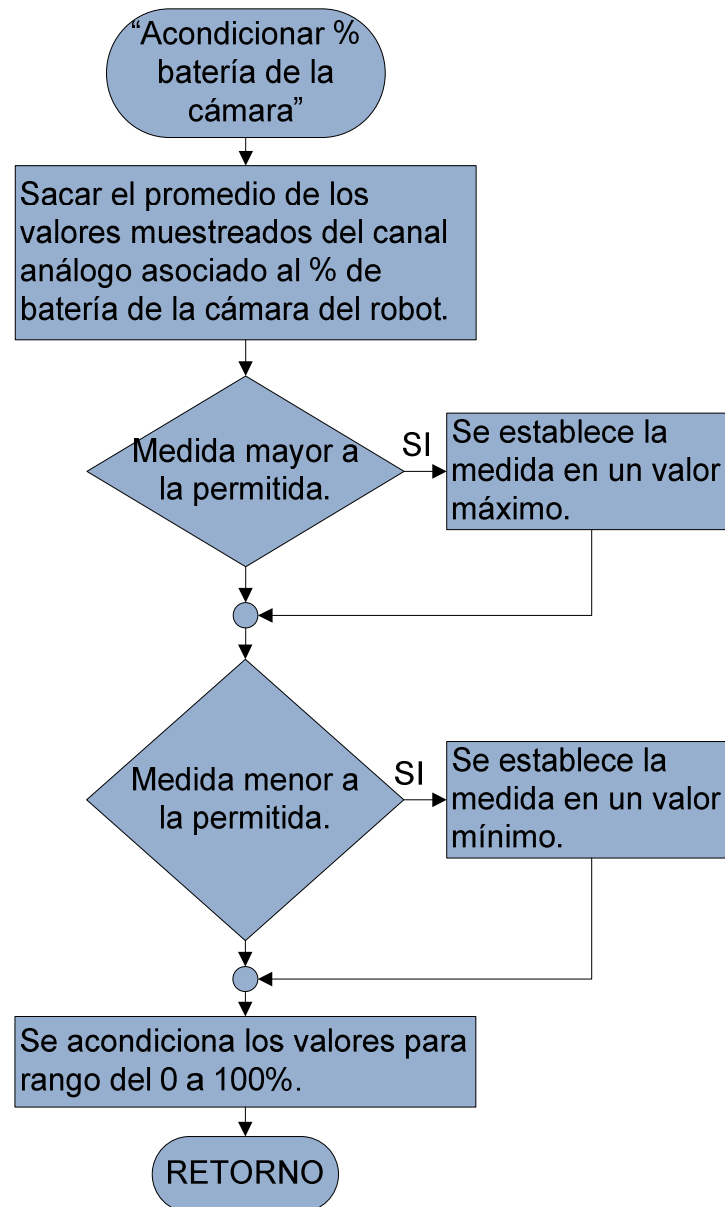 “Acondicionar %
batería de la
cámara”
Sacar el promedio de los
valores muestreados del canal
análogo asociado al % de
batería de la cámara del robot.
Medida mayor a
la permitida.
SI
Se establece la
medida en un valor
máximo.
Medida menor a
la permitida.
SI
Se establece la
medida en un valor
mínimo.
Se acondiciona los valores para
rango del 0 a 100%.
RETORNO